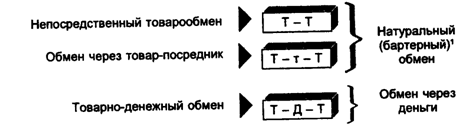 Непосредственный товарообмен
Т – Т
Обмен через товар-посредник
Т – т – Т
Натуральный
(бартерный)¹
обмен
Товарно-денежный обмен
Т – Д – Т
Обмен через
деньги